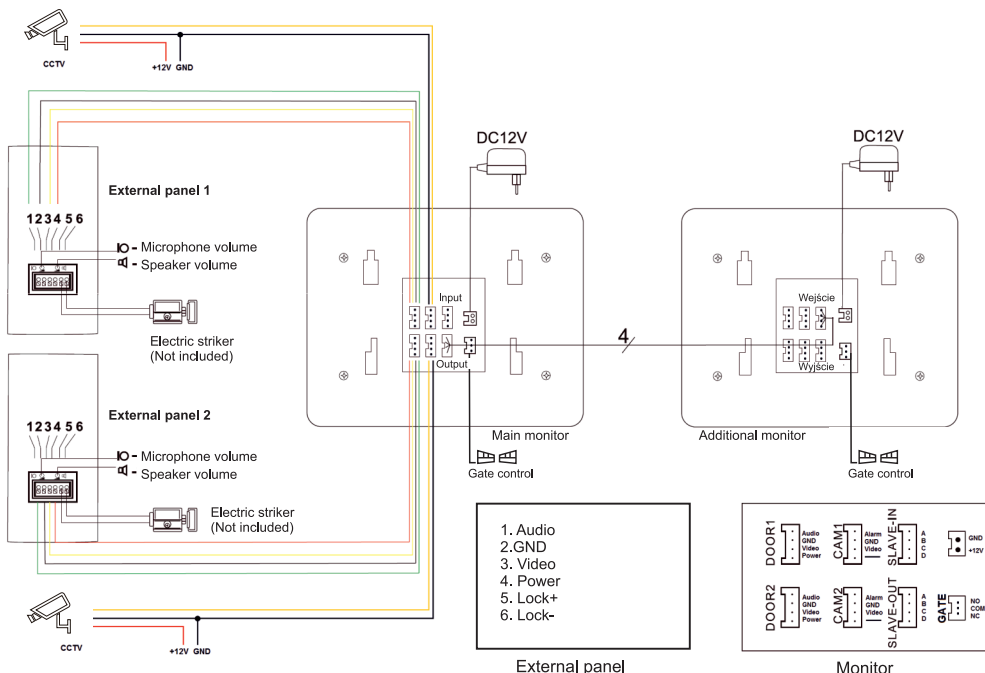 CCTV
+12V GND
DC12V
DC12V
External panel 1
1 2 3 4 5 6
- Microphone volume
- Speaker volume
Electric striker
(Not included)
Input
Output
Main monitor
Gate control
4
Wejście
Wyjście
Additional monitor
Gate control
External panel 2
1 2 3 4 5 6
- Microphone volume
- Speaker volume
Electric striker
(Not included)
CCTV
+12V GND
1. Audio
2.GND
3. Video
4. Power
5. Lock+
6. Lock-
External panel
DOOR1
Audio
GND
Video
Power
CAM1
Alarm
GND
Video
SLAVE-IN
A
B
C
D
GND
+12V
DOOR2
Audio
GND
Video
Power
CAM2
Alarm
GND
Video
SLAVE-OUT
A
B
C
D
GATE
NO
COM
NC
Monitor